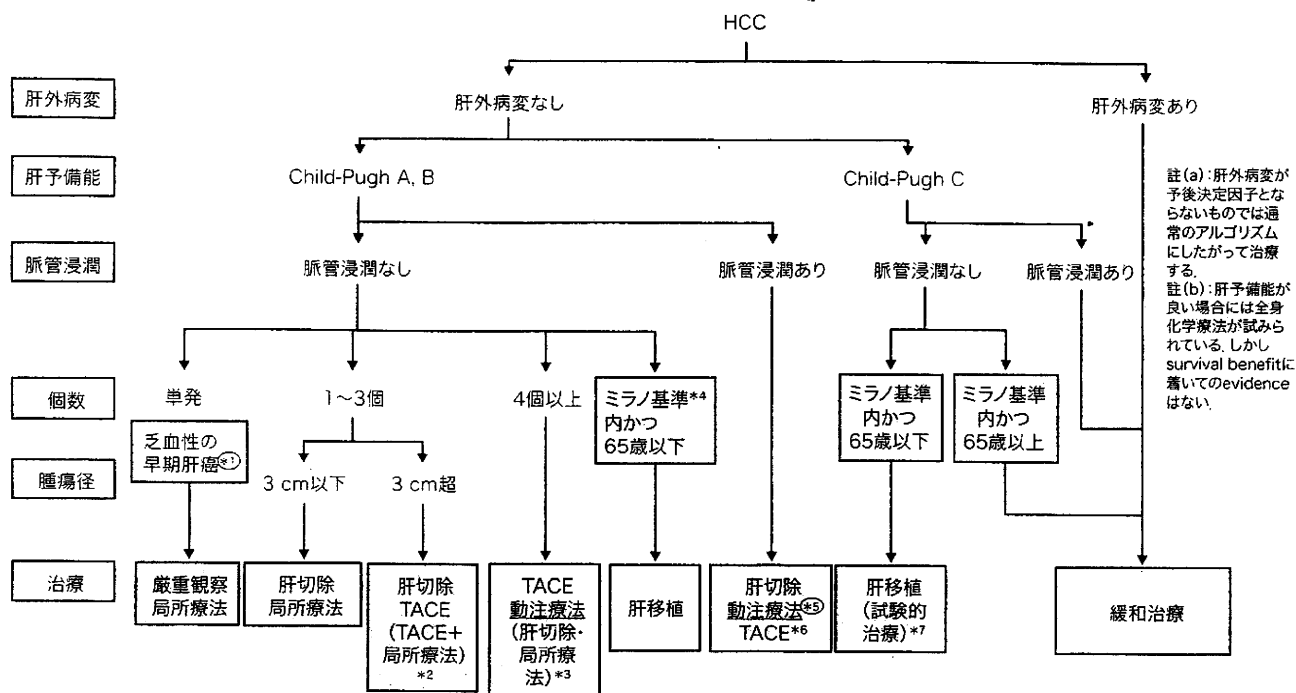 HCC
肝外病変
肝外病変なし
肝外病変あり
肝予備能
Child-Pugh A, B
Child-Pugh C
註(a):肝外病変が
予後決定因子とな
らないものでは通
常のアルゴリズム
にしたがって治療
する.
註(b):肝予備能が
良い場合には全身
化学療法が試みら
れている.しかし
survival benefitに
着いてのevidence
はない.
脈管浸潤
脈管浸潤なし
脈管浸潤あり
脈管浸潤なし
脈管浸潤あり
個数
単発
1〜3個
4個以上
ミラノ基準*4
内かつ
65歳以下
ミラノ基準
内かつ
65歳以下
ミラノ基準
内かつ
65歳以上
乏血性の
早期肝癌*1
腫瘍径
3 cm以下
3 cm超
治療
厳重観察
局所療法
肝切除
局所療法
肝切除
TACE
(TACE+
局所療法)
*2
TACE
動注療法
(肝切除・
局所療
法)*3
肝移植
肝切除
動注療法*5
TACE*6
肝移植
(試験的
治療)*7
緩和治療